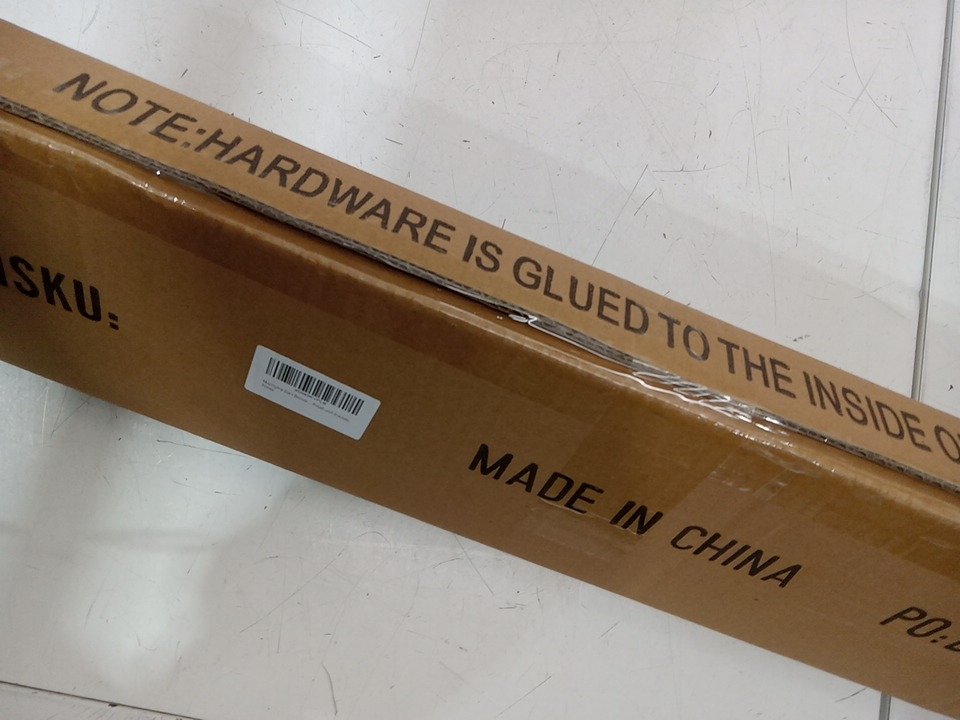 NOTE:HARDWARE IS GLUED TO THE INSIDE
SKU:
MADE IN CHINA
PO: